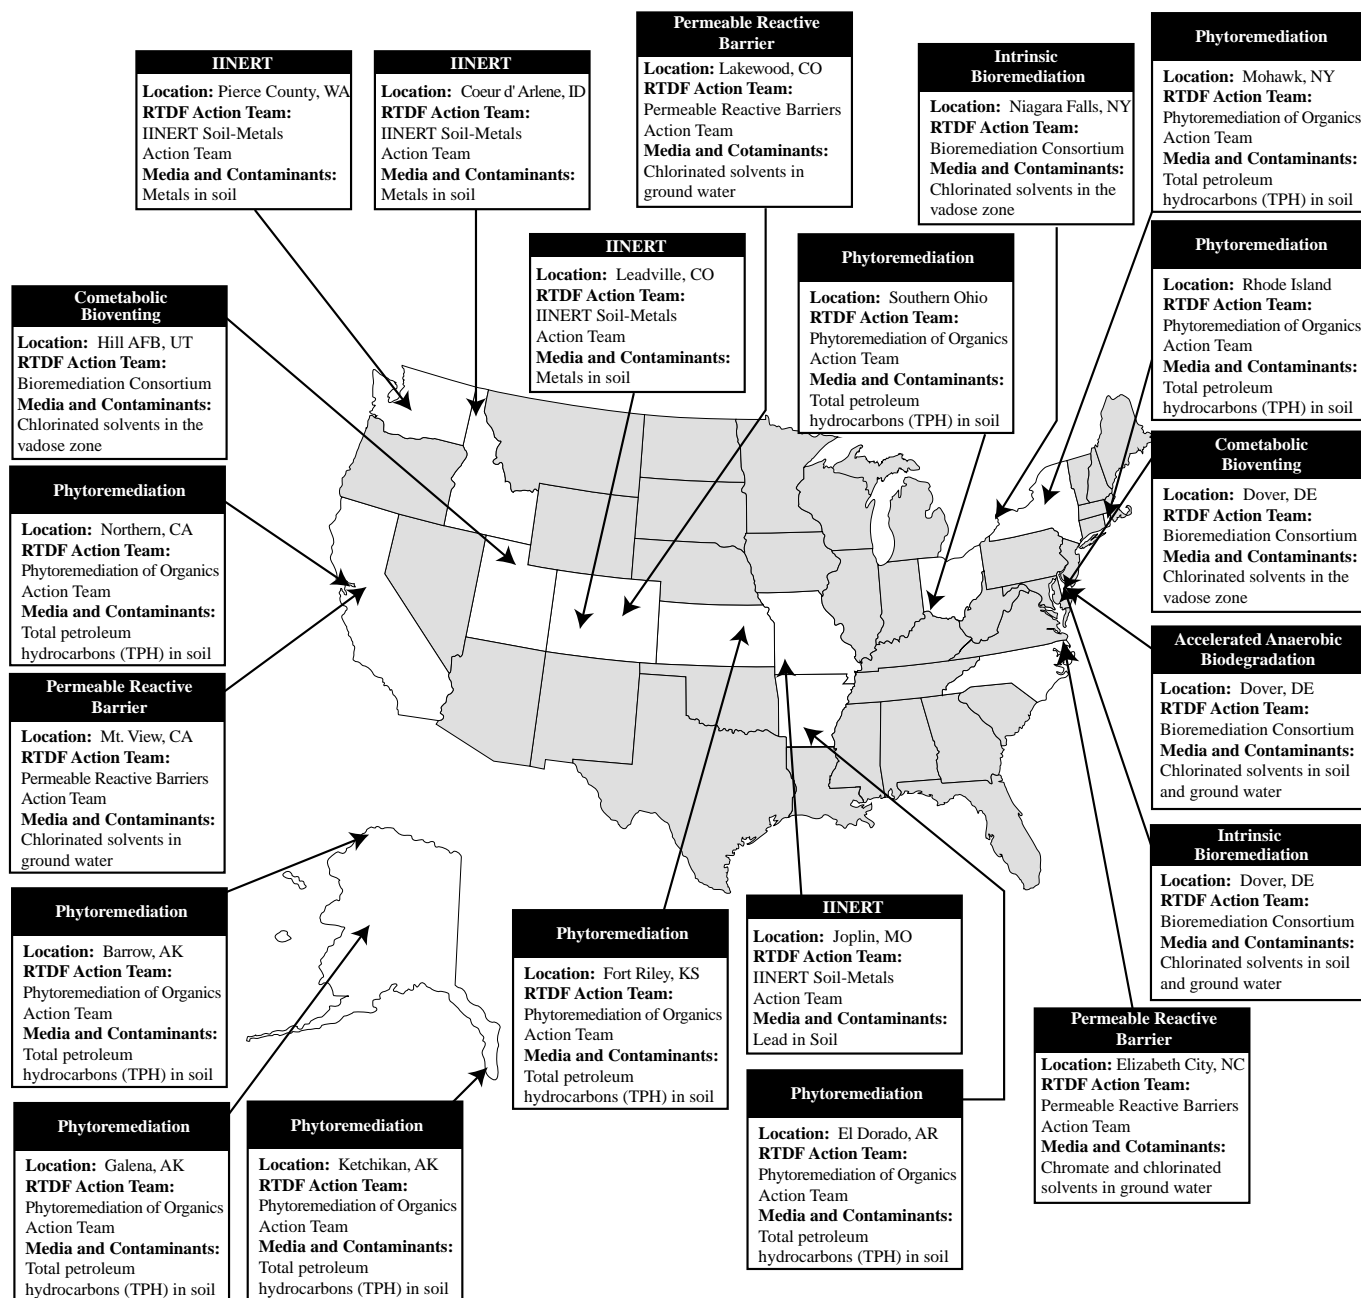 IINERT
Location: Pierce County, WA
RTDF Action Team:
IINERT Soil-Metals
Action Team
Media and Contaminants:
Metals in soil
IINERT
Location: Coeur d' Arlene, ID
RTDF Action Team:
IINERT Soil-Metals
Action Team
Media and Contaminants:
Metals in soil
Permeable Reactive
Barrier
Location: Lakewood, CO
RTDF Action Team:
Permeable Reactive Barriers
Action Team
Media and Cotaminants:
Chlorinated solvents in
ground water
Intrinsic
Bioremediation
Location: Niagara Falls, NY
RTDF Action Team:
Bioremediation Consortium
Media and Contaminants:
Chlorinated solvents in the
vadose zone
Phytoremediation
Location: Mohawk, NY
RTDF Action Team:
Phytoremediation of Organics
Action Team
Media and Contaminants:
Total petroleum
hydrocarbons (TPH) in soil
IINERT
Location: Leadville, CO
RTDF Action Team:
IINERT Soil-Metals
Action Team
Media and Contaminants:
Metals in soil
Phytoremediation
Location: Southern Ohio
RTDF Action Team:
Phytoremediation of Organics
Action Team
Media and Contaminants:
Total petroleum
hydrocarbons (TPH) in soil
Phytoremediation
Location: Rhode Island
RTDF Action Team:
Phytoremediation of Organics
Action Team
Media and Contaminants:
Total petroleum
hydrocarbons (TPH) in soil
Cometabolic
Bioventing
Location: Hill AFB, UT
RTDF Action Team:
Bioremediation Consortium
Media and Contaminants:
Chlorinated solvents in the
vadose zone
Cometabolic
Bioventing
Location: Dover, DE
RTDF Action Team:
Bioremediation Consortium
Media and Contaminants:
Chlorinated solvents in the
vadose zone
Phytoremediation
Location: Northern, CA
RTDF Action Team:
Phytoremediation of Organics
Action Team
Media and Contaminants:
Total petroleum
hydrocarbons (TPH) in soil
Accelerated Anaerobic
Biodegradation
Location: Dover, DE
RTDF Action Team:
Bioremediation Consortium
Media and Contaminants:
Chlorinated solvents in soil
and ground water
Permeable Reactive
Barrier
Location: Mt. View, CA
RTDF Action Team:
Permeable Reactive Barriers
Action Team
Media and Contaminants:
Chlorinated solvents in
ground water
Intrinsic
Bioremediation
Location: Dover, DE
RTDF Action Team:
Bioremediation Consortium
Media and Contaminants:
Chlorinated solvents in soil
and ground water
Phytoremediation
Location: Barrow, AK
RTDF Action Team:
Phytoremediation of Organics
Action Team
Media and Contaminants:
Total petroleum
hydrocarbons (TPH) in soil
Phytoremediation
Location: Fort Riley, KS
RTDF Action Team:
Phytoremediation of Organics
Action Team
Media and Contaminants:
Total petroleum
hydrocarbons (TPH) in soil
IINERT
Location: Joplin, MO
RTDF Action Team:
IINERT Soil-Metals
Action Team
Media and Contaminants:
Lead in Soil
Permeable Reactive
Barrier
Location: Elizabeth City, NC
RTDF Action Team:
Permeable Reactive Barriers
Action Team
Media and Cotaminants:
Chromate and chlorinated
solvents in ground water
Phytoremediation
Location: El Dorado, AR
RTDF Action Team:
Phytoremediation of Organics
Action Team
Media and Contaminants:
Total petroleum
hydrocarbons (TPH) in soil
Phytoremediation
Location: Galena, AK
RTDF Action Team:
Phytoremediation of Organics
Action Team
Media and Contaminants:
Total petroleum
hydrocarbons (TPH) in soil
Phytoremediation
Location: Ketchikan, AK
RTDF Action Team:
Phytoremediation of Organics
Action Team
Media and Contaminants:
Total petroleum
hydrocarbons (TPH) in soil